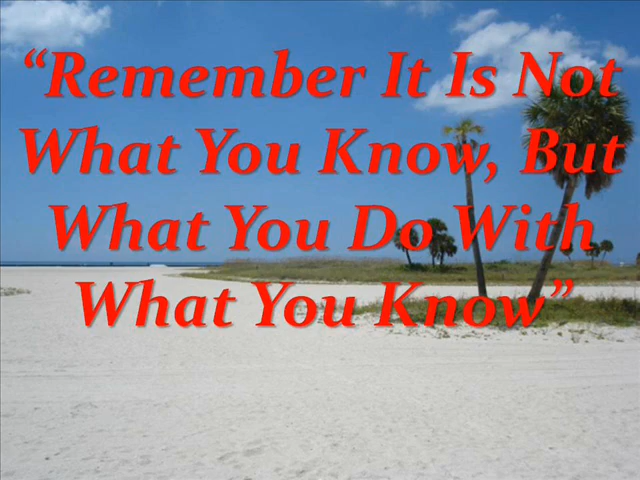 “Remember It Is Not
What You Know, But
What You Do With
What You Know”